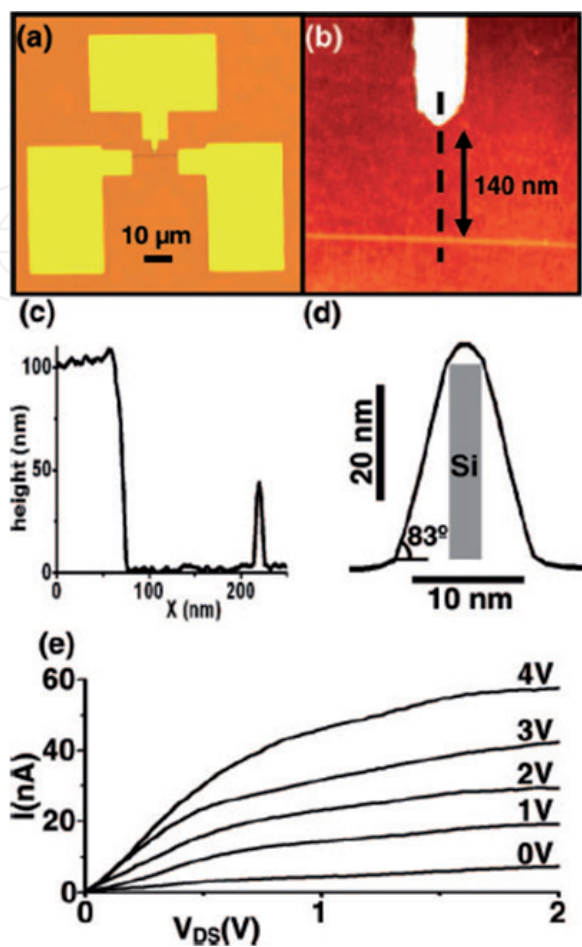 (a)
10 µm
(b)
140 nm
(c)
height(nm)
100
50
0
0 100 200
X (nm)
(d)
20 nm
Si
83º
10 nm
(e)
I(nA)
60
40
20
0
4V
3V
2V
1V
0V
0 1 2
VDS(V)